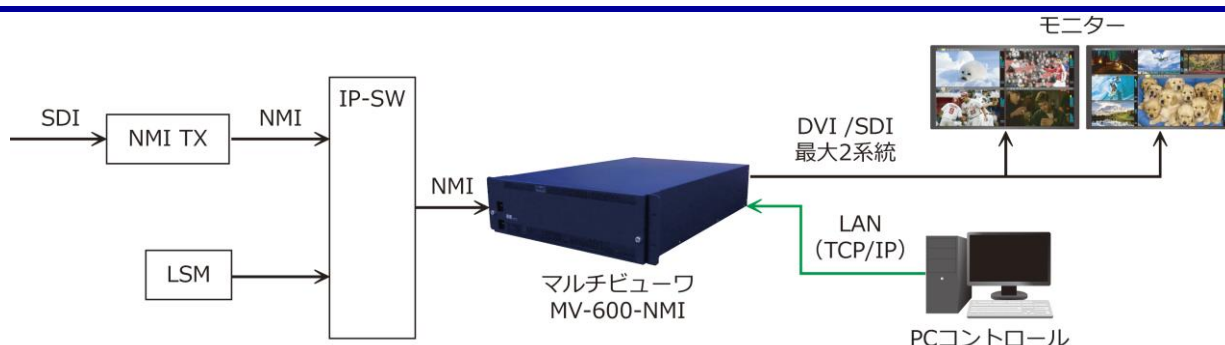 モニター
SDI
NMI TX
NMI
IP-SW
LSM
NMI
マルチビューワ
MV-600-NMI
DVI /SDI
最大2系統
LAN
（TCP/IP）
PCコントロール